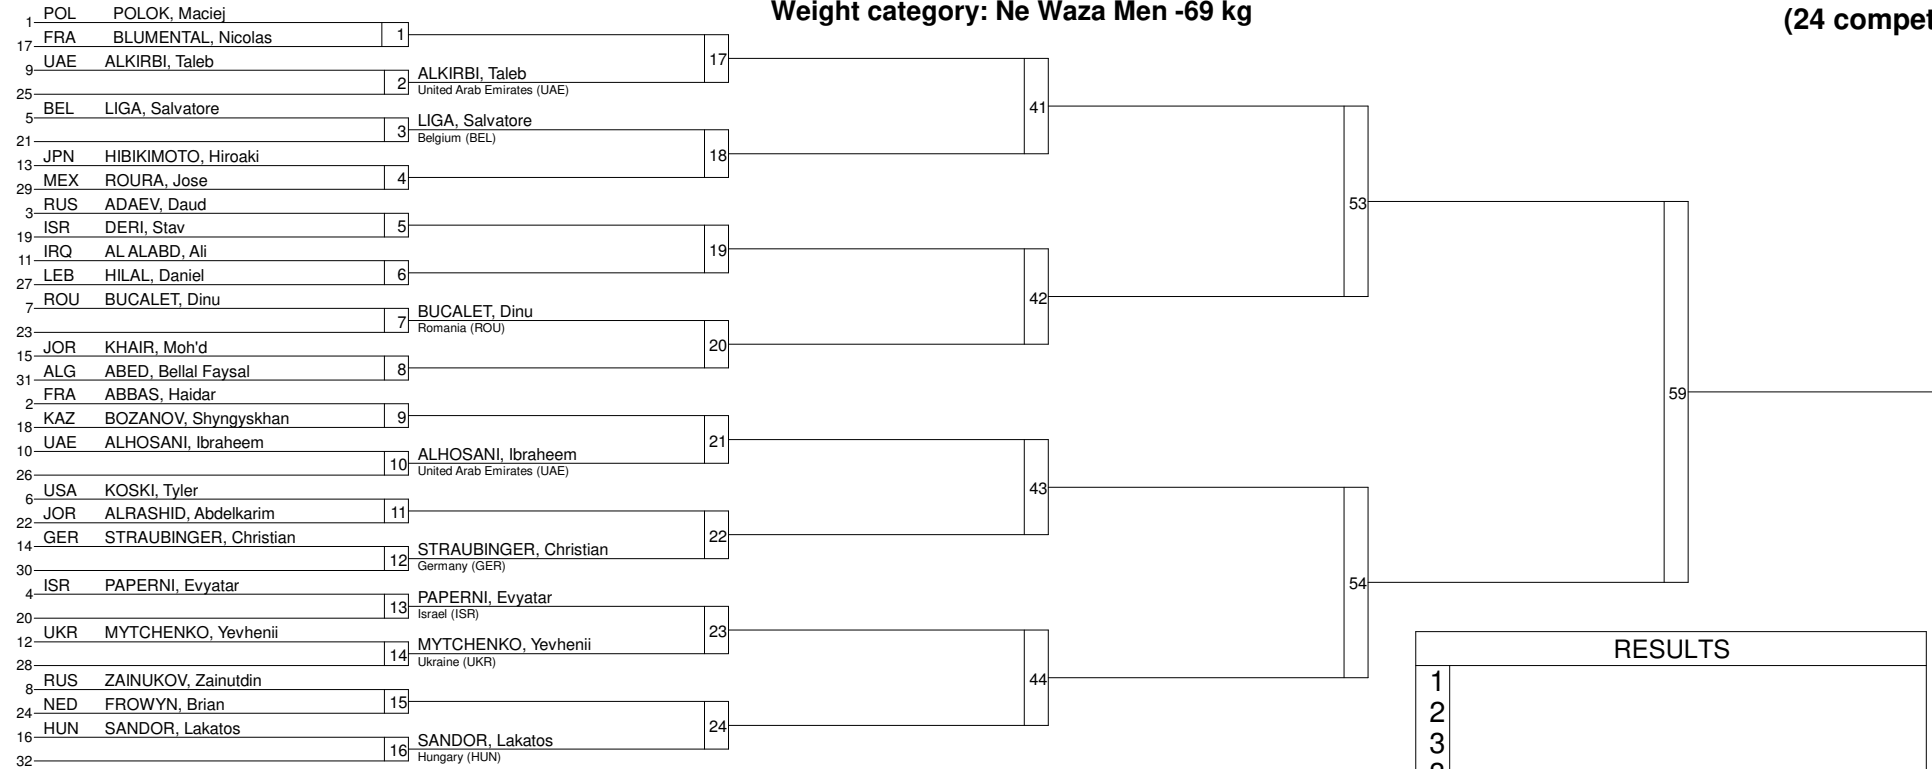 Weight category: Ne Waza Men -69 kg
(24 compet
1 POL POLOK, Maciej
17 FRA BLUMENTAL, Nicolas
1
9 UAE ALKIRBI, Taleb
25
2
ALKIRBI, Taleb
United Arab Emirates (UAE)
17
5 BEL LIGA, Salvatore
21
3
LIGA, Salvatore
Belgium (BEL)
13 JPN HIBIKIMOTO, Hiroaki
29 MEX ROURA, Jose
4
18
41
3 RUS ADAEV, Daud
19 ISR DERI, Stav
5
11 IRQ AL ALABD, Ali
27 LEB HILAL, Daniel
6
19
7 ROU BUCALET, Dinu
23
7
BUCALET, Dinu
Romania (ROU)
15 JOR KHAIR, Moh'd
31 ALG ABED, Bellal Faysal
8
20
42
53
2 FRA ABBAS, Haidar
18 KAZ BOZANOV, Shyngyskhan
9
10 UAE ALHOSANI, Ibraheem
26
10
ALHOSANI, Ibraheem
United Arab Emirates (UAE)
21
6 USA KOSKI, Tyler
22 JOR ALRASHID, Abdelkarim
11
14 GER STRAUBINGER, Christian
30
12
STRAUBINGER, Christian
Germany (GER)
22
43
4 ISR PAPERNI, Evyatar
20
13
PAPERNI, Evyatar
Israel (ISR)
12 UKR MYTCHENKO, Yevhenii
28
14
MYTCHENKO, Yevhenii
Ukraine (UKR)
23
8 RUS ZAINUKOV, Zainutdin
24 NED FROWYN, Brian
15
16 HUN SANDOR, Lakatos
32
16
SANDOR, Lakatos
Hungary (HUN)
24
44
54
59
RESULTS
1
2
3